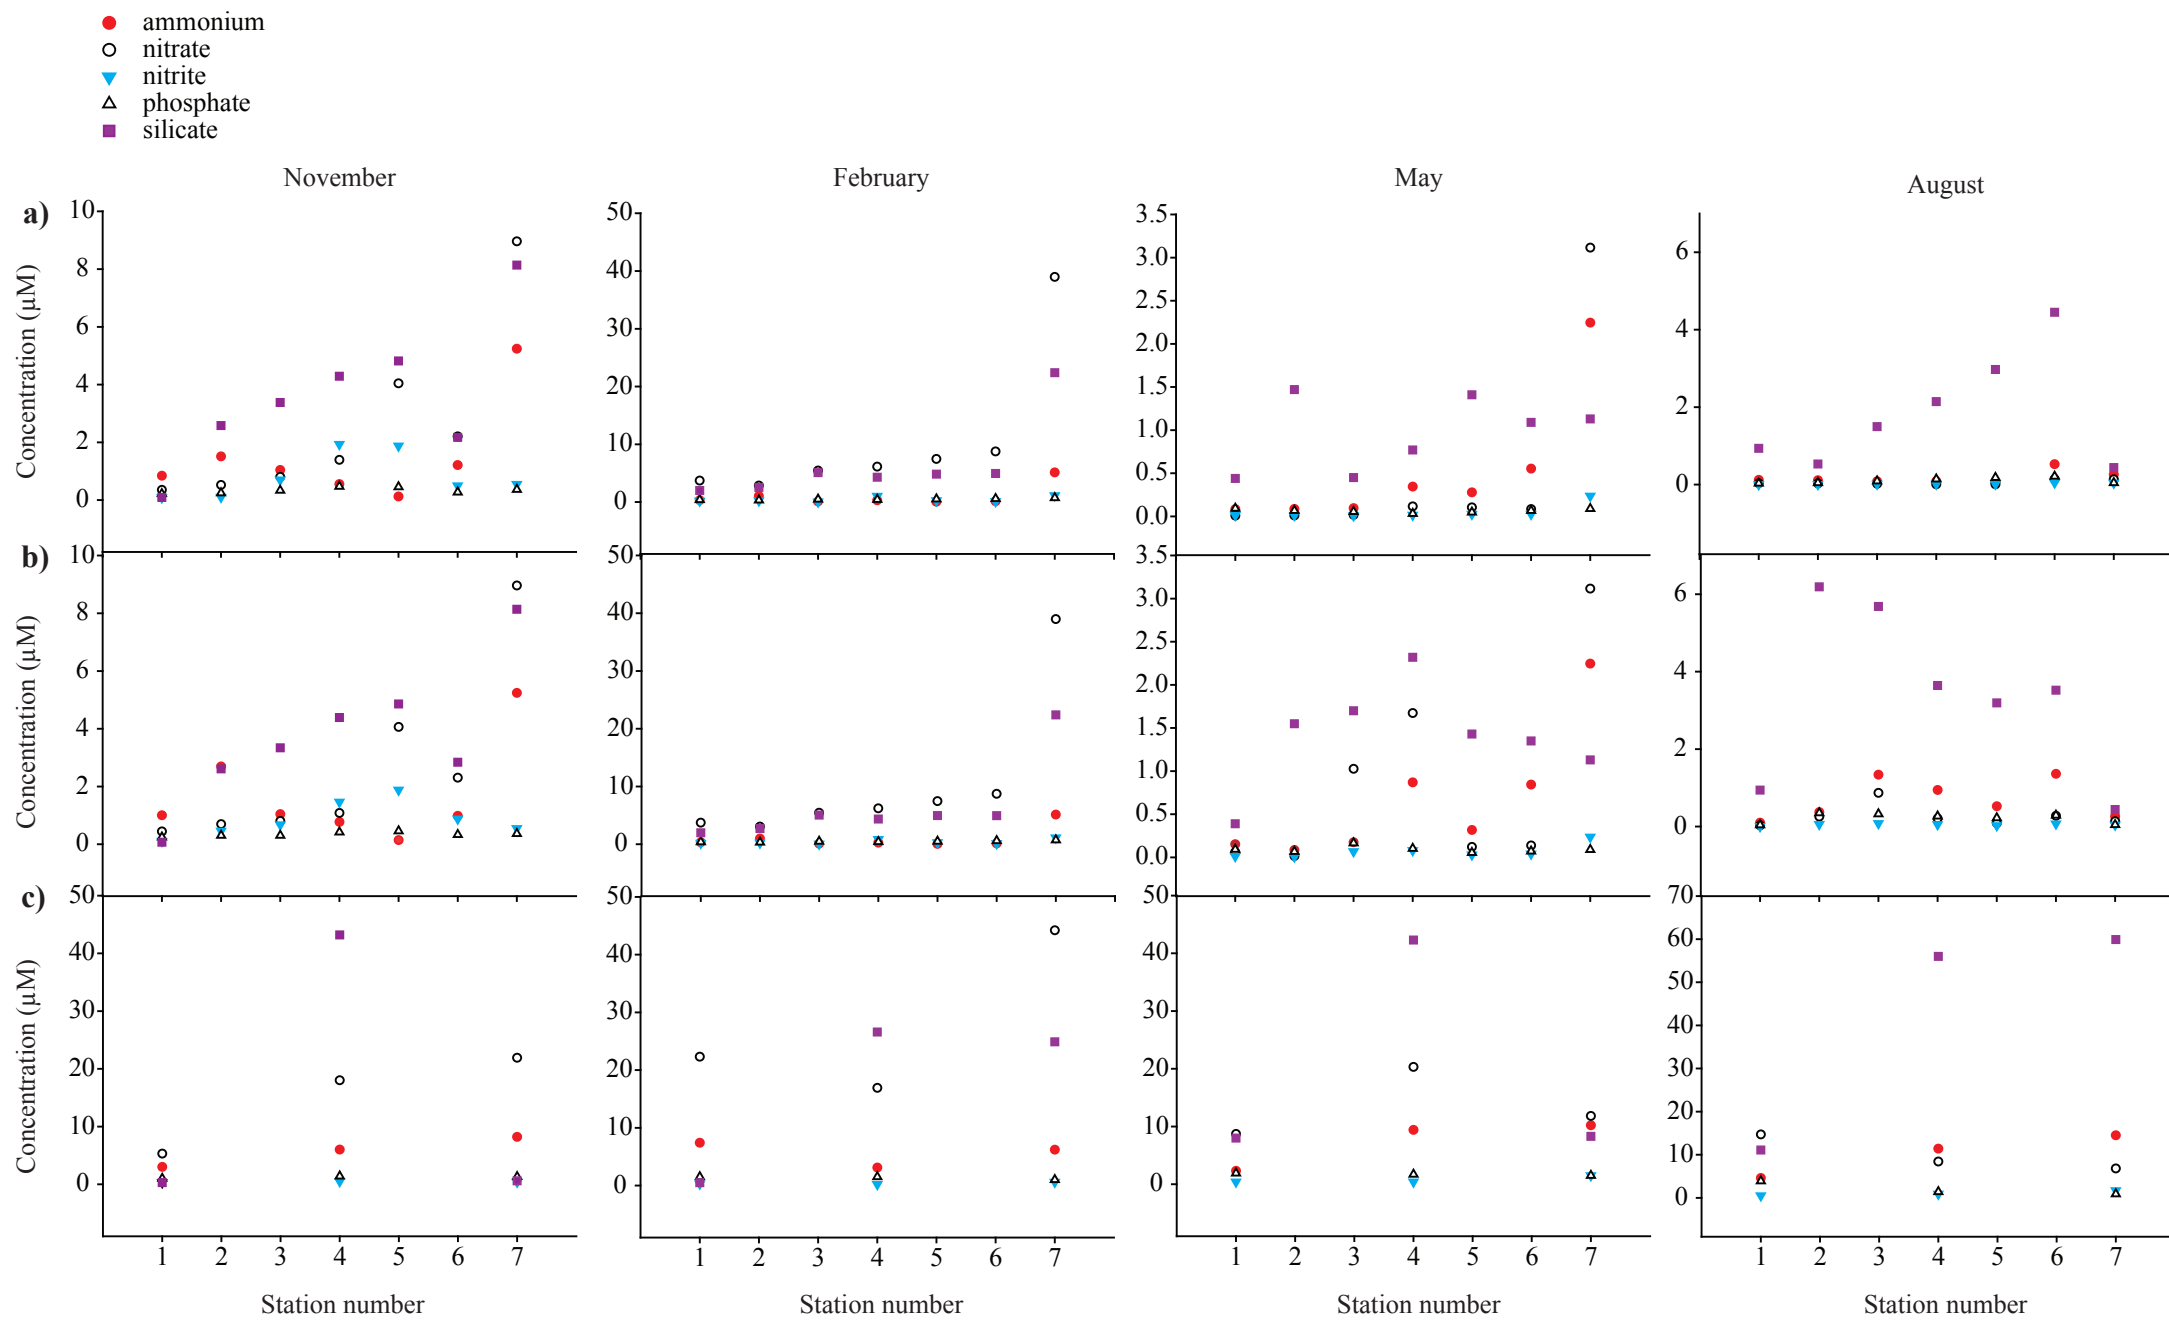 ammonium
nitrate
nitrite
phosphate
silicate
November February May August
a)
Concentration (µM)
10 8 6 4 2 0
50 40 30 20 10 0
3.5 3.0 2.5 2.0 1.5 1.0 0.5 0.0
6 4 2 0
b)
Concentration (µM)
10 8 6 4 2 0
50 40 30 20 10 0
3.5 3.0 2.5 2.0 1.5 1.0 0.5 0.0
6 4 2 0
c)
Concentration (µM)
50 40 30 20 10 0
50 40 30 20 10 0
50 40 30 20 10 0
70 60 50 40 30 20 10 0
1 2 3 4 5 6 7 1 2 3 4 5 6 7 1 2 3 4 5 6 7 1 2 3 4 5 6 7
Station number Station number Station number Station number